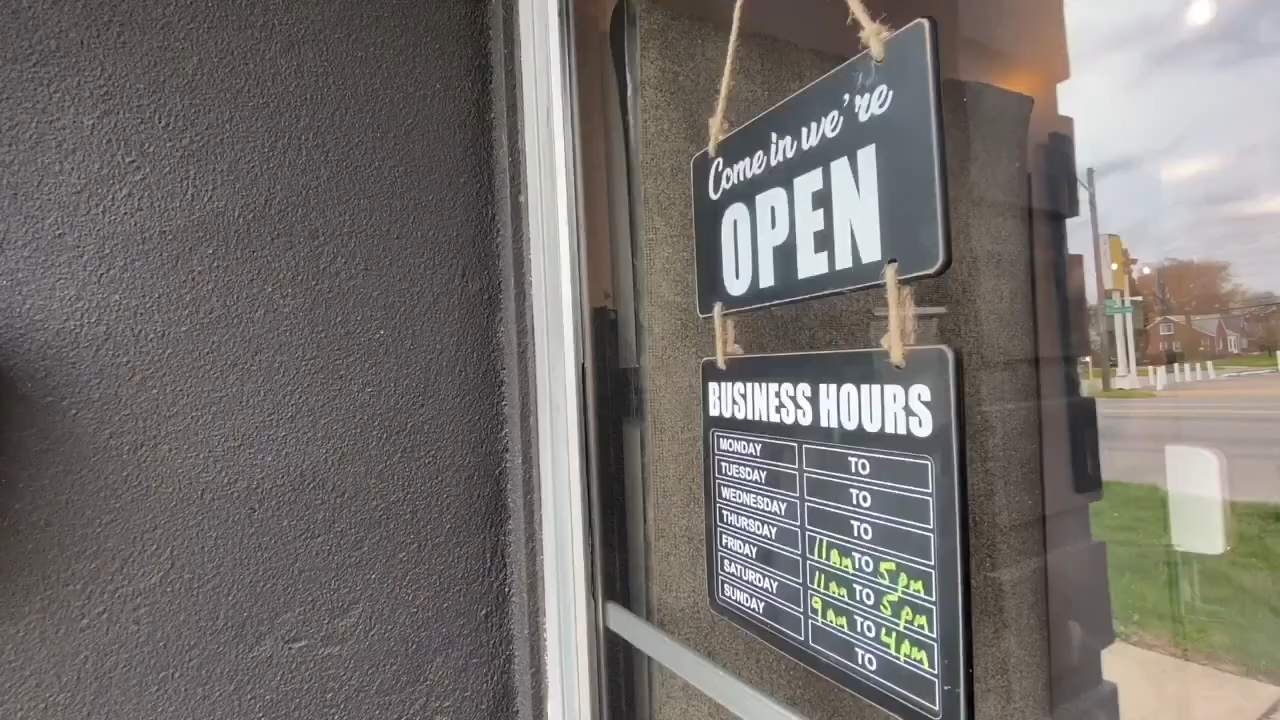 Come in we're
OPEN
BUSINESS HOURS
MONDAY TO
TUESDAY TO
WEDNESDAY TO
THURSDAY 11am TO 5pm
FRIDAY 11am TO 5pm
SATURDAY 9am TO 4pm
SUNDAY TO